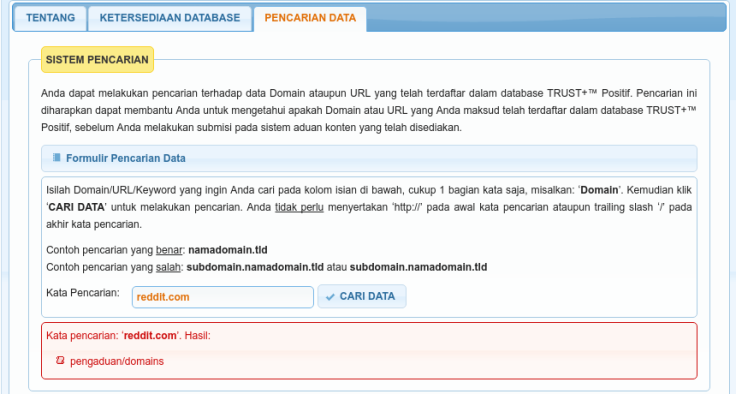 TENTANG KETERSEDIAAN DATABASE PENCARIAN DATA
SISTEM PENCARIAN
Anda dapat melakukan pencarian terhadap data Domain ataupun URL yang telah terdaftar dalam database TRUST+™ Positif. Pencarian ini
diharapkan dapat membantu Anda untuk mengetahui apakah Domain atau URL yang Anda maksud telah terdaftar dalam database TRUST+™
Positif, sebelum Anda melakukan submisi pada sistem aduan konten yang telah disediakan.
Formulir Pencarian Data
Isilah Domain/URL/Keyword yang ingin Anda cari pada kolom isian di bawah, cukup 1 bagian kata saja, misalkan: 'Domain'. Kemudian klik
'CARI DATA' untuk melakukan pencarian. Anda tidak perlu menyertakan 'http://' pada awal kata pencarian ataupun trailing slash '/' pada
akhir kata pencarian.
Contoh pencarian yang benar: namadomain.tld
Contoh pencarian yang salah: subdomain.namadomain.tld atau subdomain.namadomain.tld
Kata Pencarian: reddit.com CARI DATA
Kata pencarian: 'reddit.com'. Hasil:
pengaduan/domains